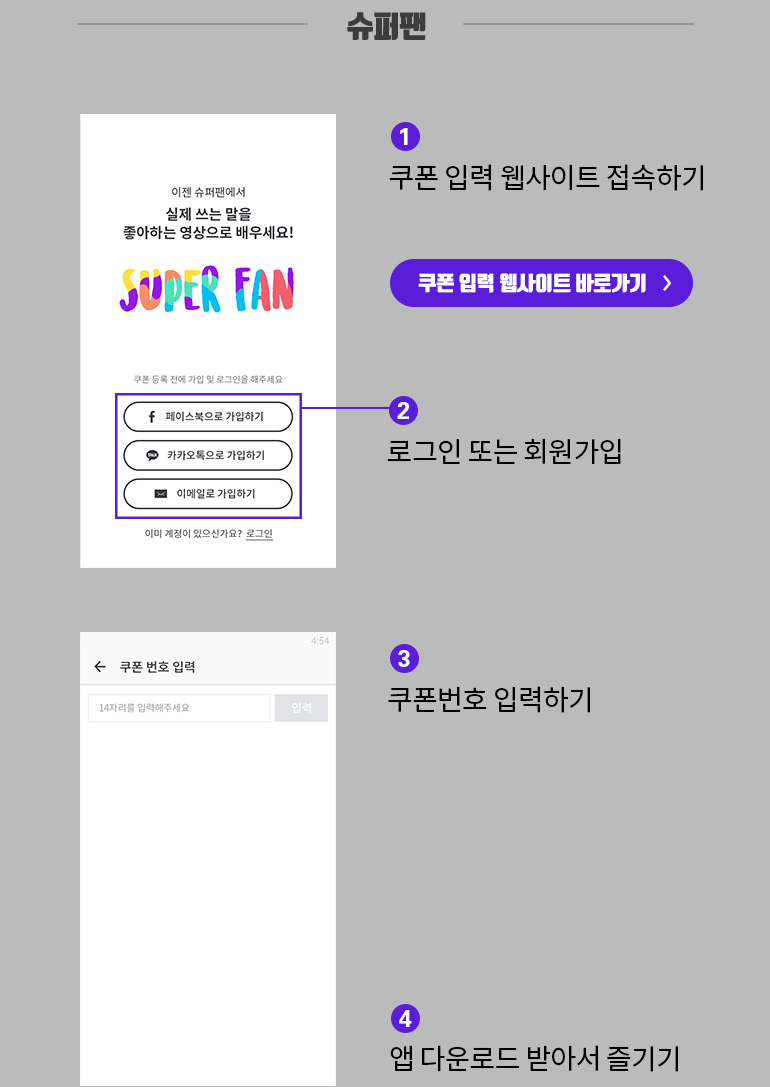 슈퍼팬
이젠 슈퍼팬에서
실제 쓰는 말을
좋아하는 영상으로 배우세요!
SUPER FAN
쿠폰 등록 전에 가입 및 로그인을 해주세요
페이스북으로 가입하기
카카오톡으로 가입하기
이메일로 가입하기
이미 계정이 있으신가요? 로그인
1
쿠폰 입력 웹사이트 접속하기
쿠폰 입력 웹사이트 바로가기 >
2
로그인 또는 회원가입
4:54
← 쿠폰 번호 입력
14자리를 입력해주세요 입력
3
쿠폰번호 입력하기
4
앱 다운로드 받아서 즐기기